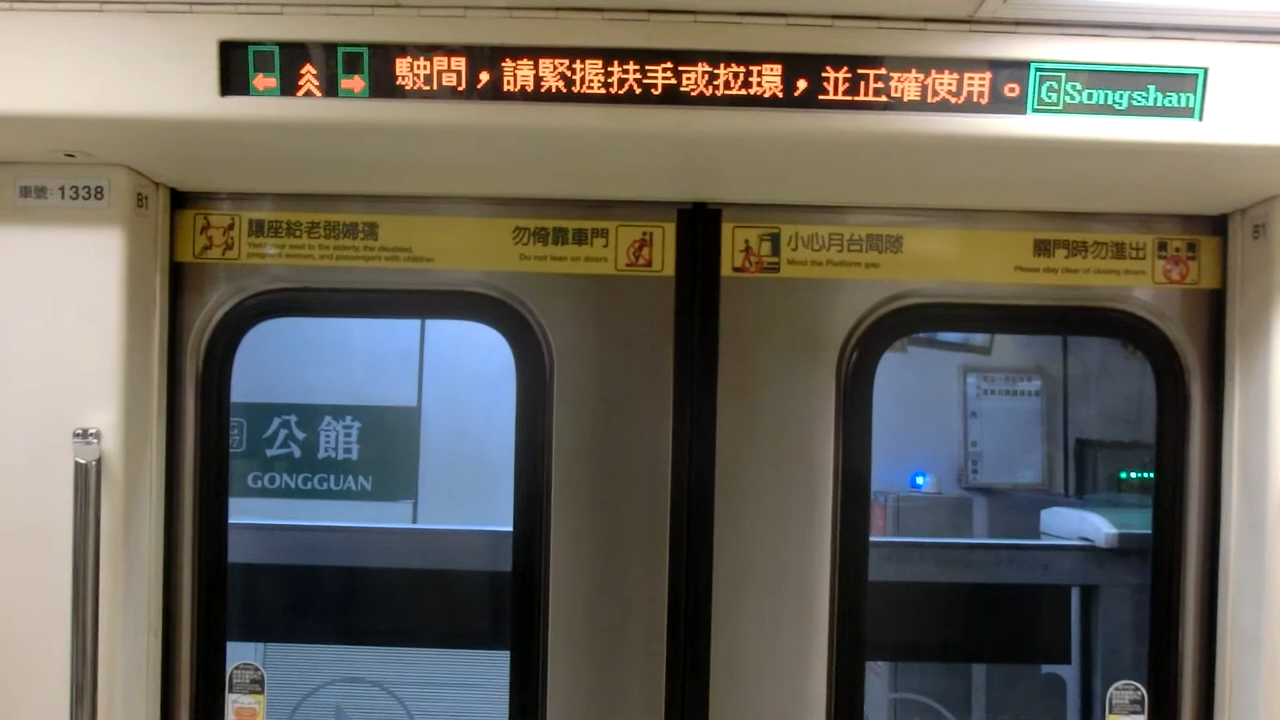 駛間，請緊握扶手或拉環，並正確使用。
G Songshan
車號:1338
B1
讓座給老弱婦孺
Yield your seat to the elderly, the disabled,
pregnant women, and passengers with children
勿倚靠車門
Do not lean on doors
小心月台間隙
Mind the Platform gap
關門時勿進出
Please stay clear of closing doors
B1
G
7
公館
GONGGUAN